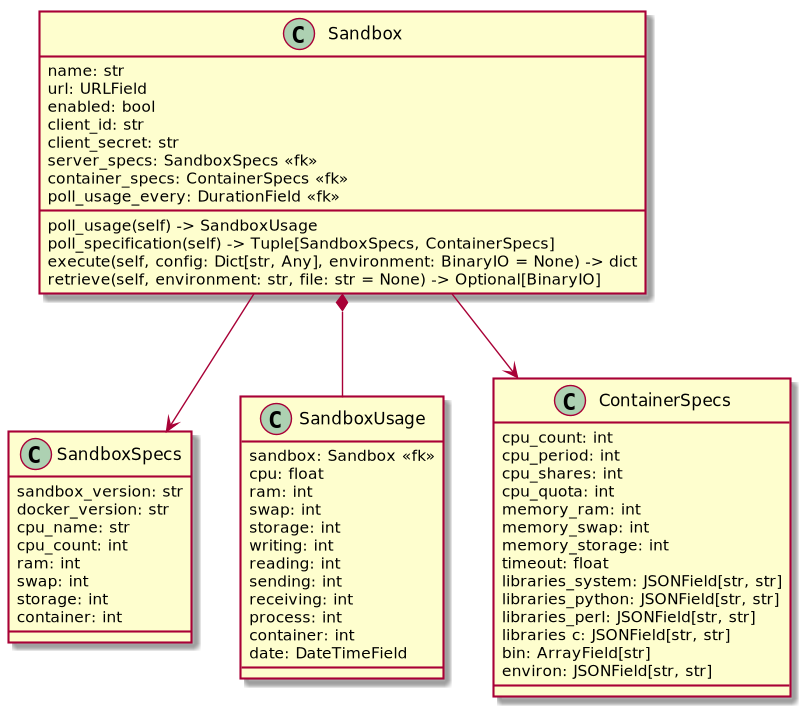 C Sandbox
name: str
url: URLField
enabled: bool
client_id: str
client_secret: str
server_specs: SandboxSpecs «fk»
container_specs: ContainerSpecs «fk»
poll_usage_every: DurationField «fk»
poll_usage(self) -> SandboxUsage
poll_specification(self) -> Tuple[SandboxSpecs, ContainerSpecs]
execute(self, config: Dict[str, Any], environment: BinaryIO = None) -> dict
retrieve(self, environment: str, file: str = None) -> Optional[BinaryIO]
C SandboxSpecs
sandbox_version: str
docker_version: str
cpu_name: str
cpu_count: int
ram: int
swap: int
storage: int
container: int
C SandboxUsage
sandbox: Sandbox «fk»
cpu: float
ram: int
swap: int
storage: int
writing: int
reading: int
sending: int
receiving: int
process: int
container: int
date: DateTimeField
C ContainerSpecs
cpu_count: int
cpu_period: int
cpu_shares: int
cpu_quota: int
memory_ram: int
memory_swap: int
memory_storage: int
timeout: float
libraries_system: JSONField[str, str]
libraries_python: JSONField[str, str]
libraries_perl: JSONField[str, str]
libraries c: JSONField[str, str]
bin: ArrayField[str]
environ: JSONField[str, str]